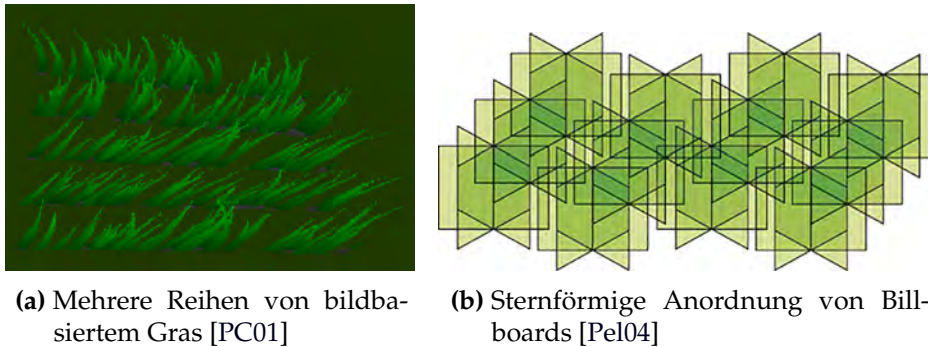 (a) Mehrere Reihen von bildba-
siertem Gras [PC01]
(b) Sternförmige Anordnung von Bill-
boards [Pel04]